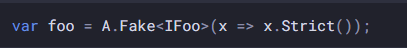 var foo = A.Fake<IFoo>(x => x.Strict());